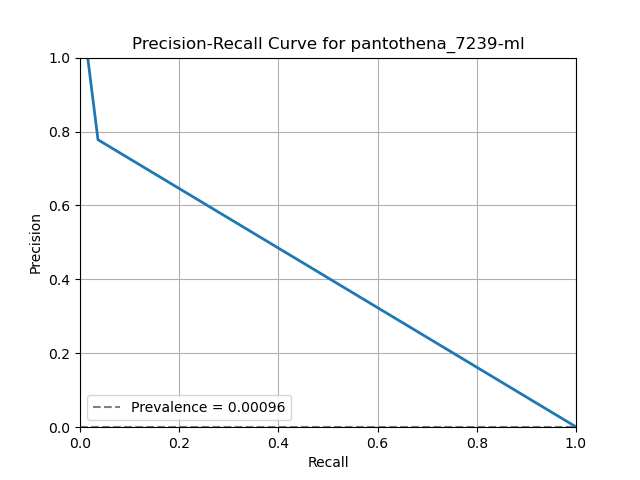 Precision-Recall Curve for pantothena_7239-ml
1.0
0.8
0.6
0.4
0.2
0.0
Precision
Prevalence = 0.00096
0.0 0.2 0.4 0.6 0.8 1.0
Recall